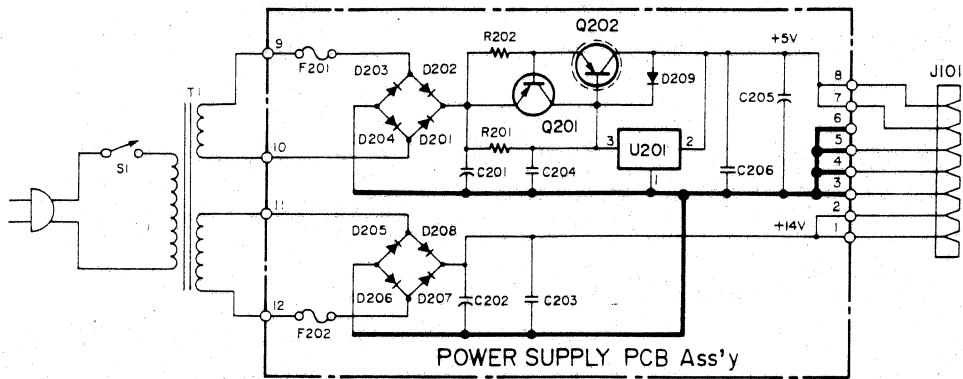 Q202
9
R202
+5V
F201
D203
D202
D209
8
J101
T1
Q201
C205
7
6
D204
D201
R201
3
U201
2
5
10
S1
C201
C204
1
C206
4
3
11
2
D205
D208
+14V
1
D206
D207
C202
C203
12
F202
POWER SUPPLY PCB Ass'y